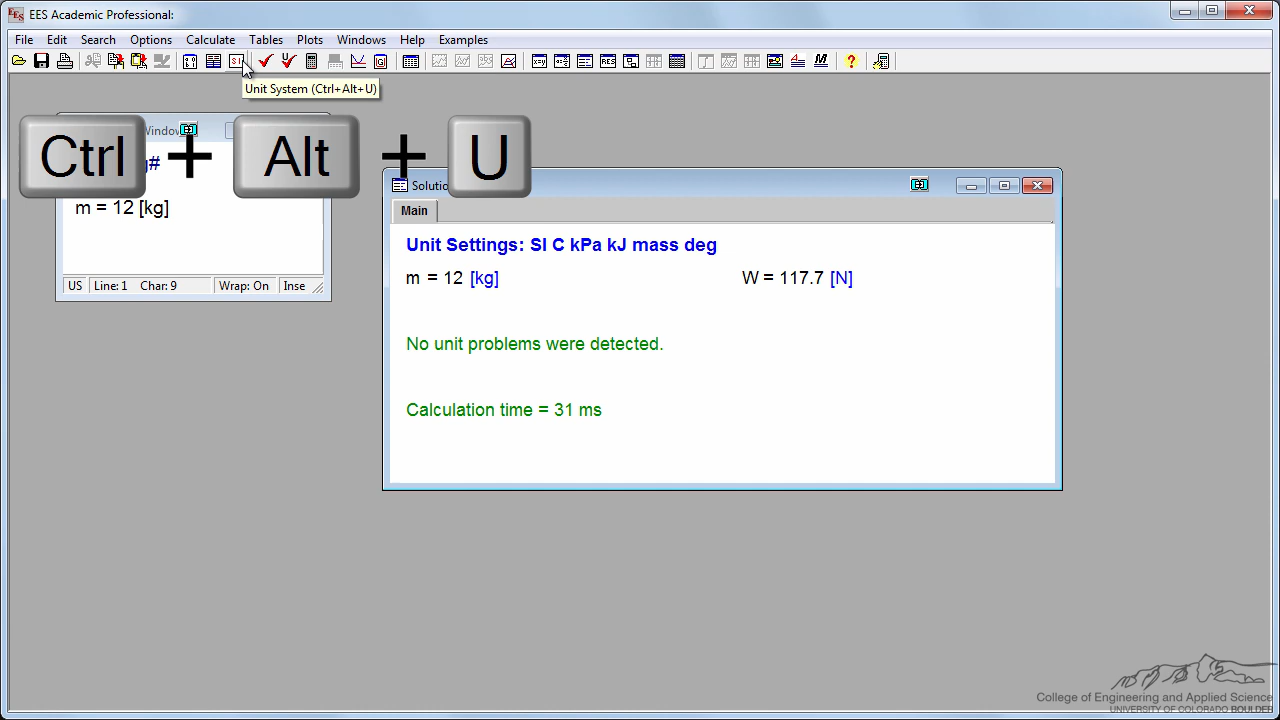 EES Academic Professional:
File Edit Search Options Calculate Tables Plots Windows Help Examples
Unit System (Ctrl+Alt+U)
Ctrl + Alt + U
g#
m = 12 [kg]
US Line: 1 Char: 9 Wrap: On Inse
Main
Unit Settings: SI C kPa kJ mass deg
m = 12 [kg] W = 117.7 [N]
No unit problems were detected.
Calculation time = 31 ms
College of Engineering and Applied Science
UNIVERSITY OF COLORADO BOULDER